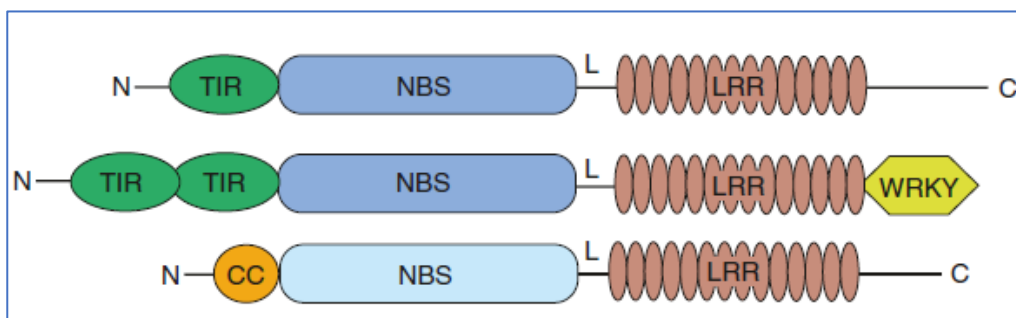 N TIR NBS L LRR C
N TIR TIR NBS L LRR WRKY
N CC NBS L LRR C